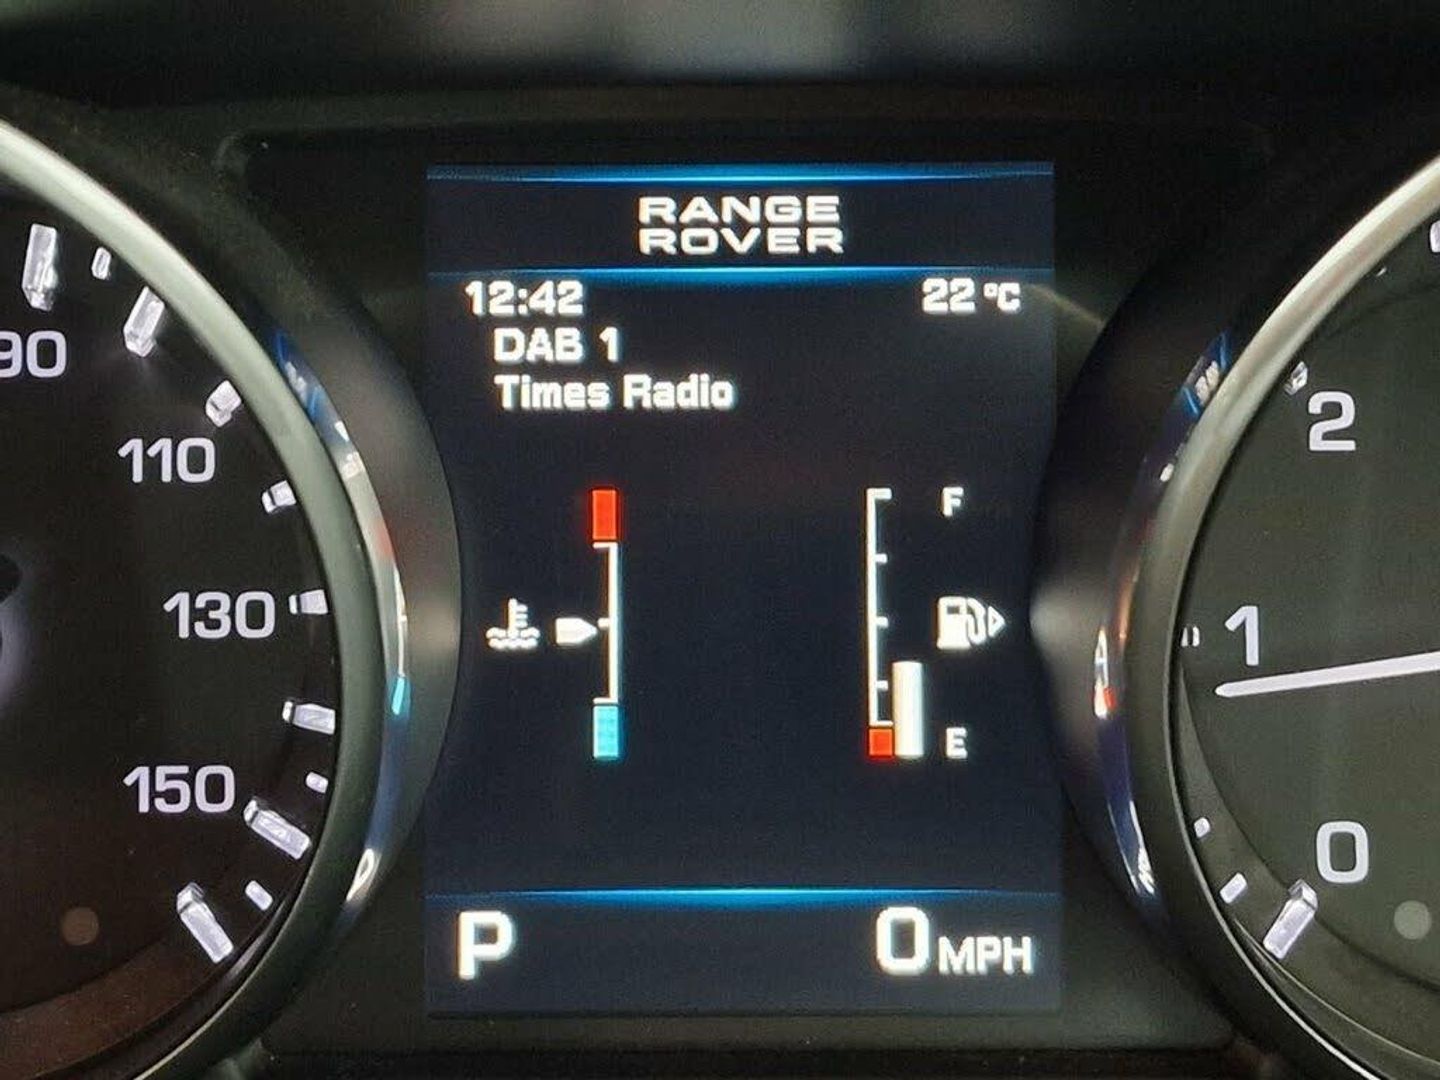 RANGE
ROVER
12:42
22 °C
DAB 1
Times Radio
F
E
P
0 MPH
90
110
130
150
2
1
0